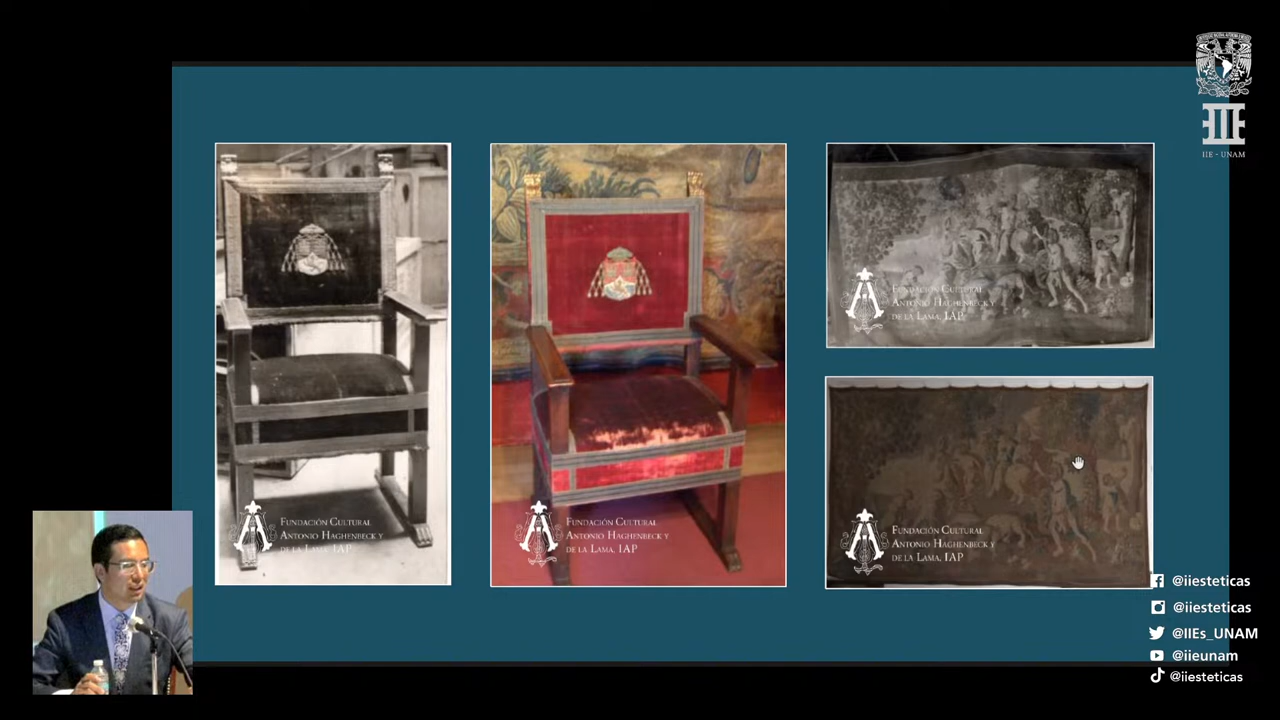 IIE - UNAM
Fundación Cultural
Antonio Haghenbeck y
de la Lama, IAP
Fundación Cultural
Antonio Haghenbeck y
de la Lama, IAP
Fundación Cultural
Antonio Haghenbeck y
de la Lama, IAP
Fundación Cultural
Antonio Haghenbeck y
de la Lama, IAP
@iiesteticas
@iiesteticas
@IIEs_UNAM
@iieunam
@iiesteticas